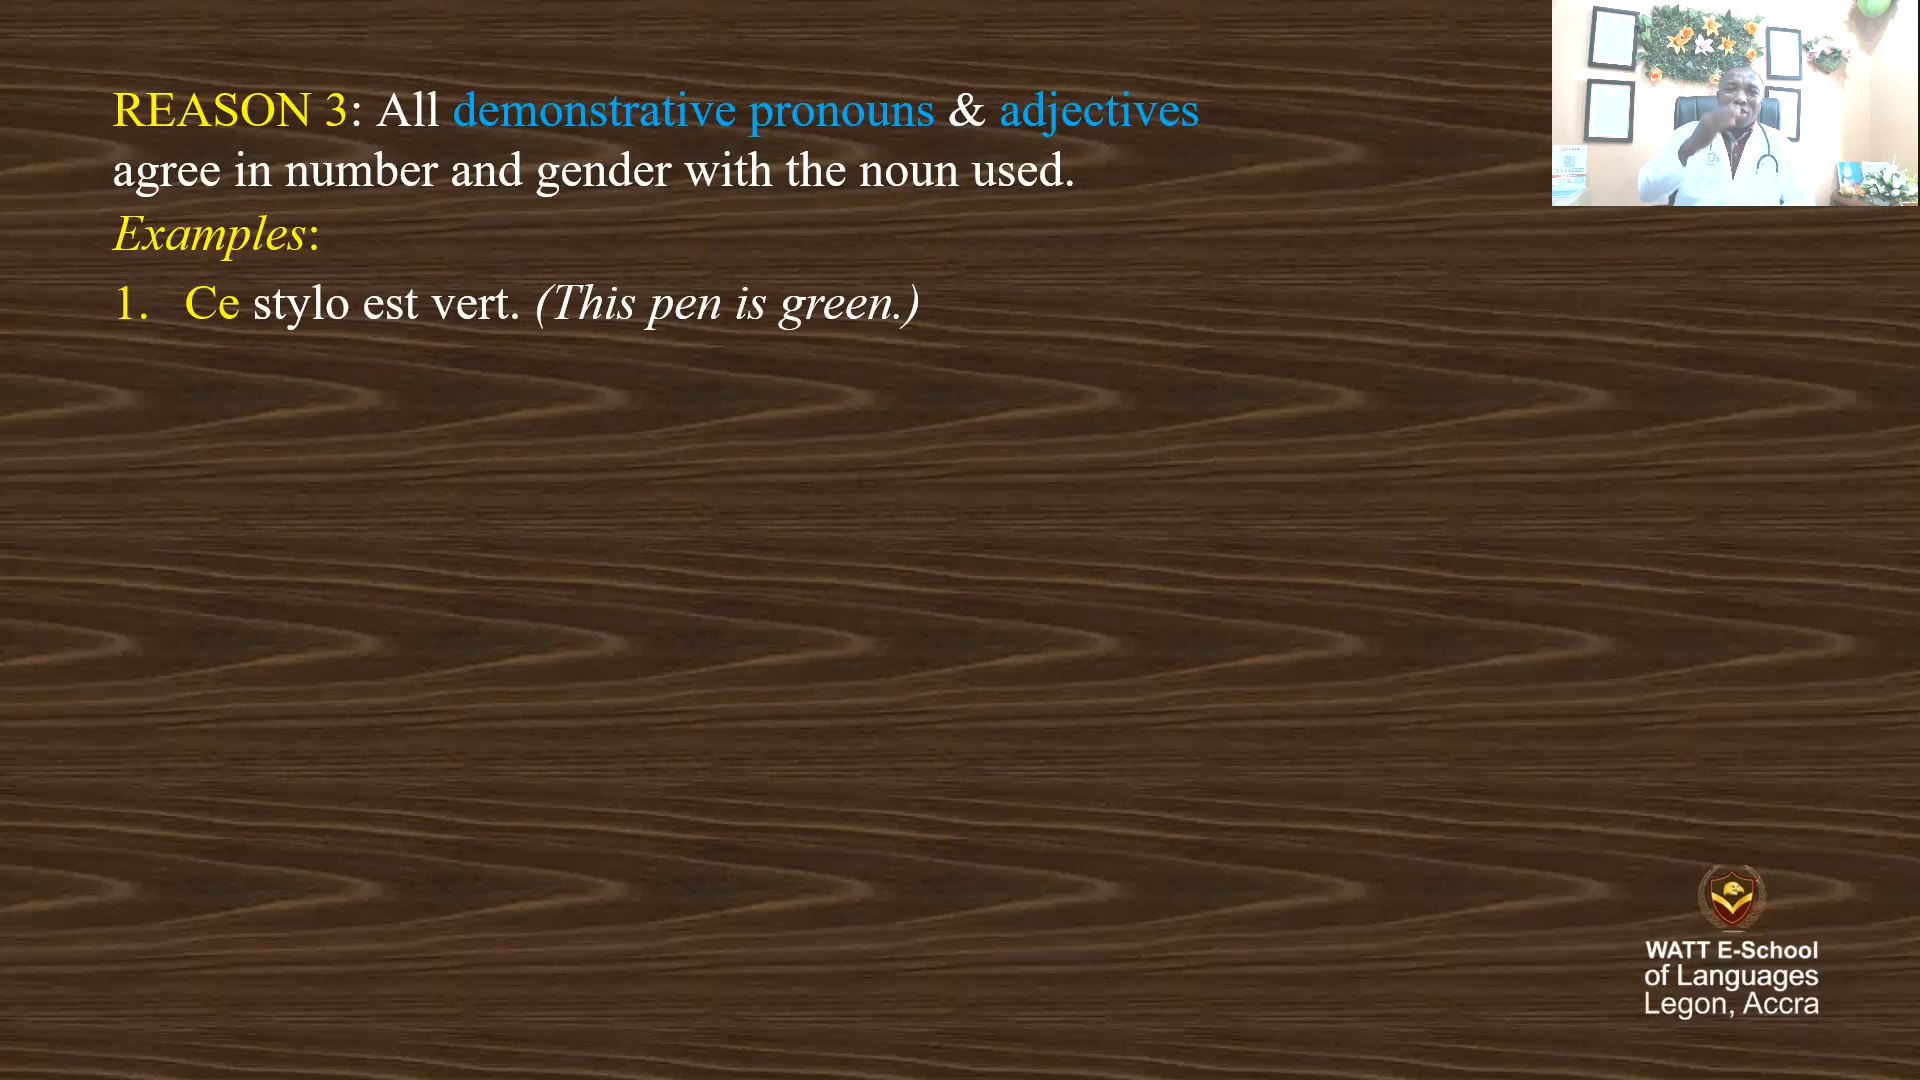 REASON 3: All demonstrative pronouns & adjectives
agree in number and gender with the noun used.
Examples:
1. Ce stylo est vert. (This pen is green.)
WATT E-School
of Languages
Legon, Accra